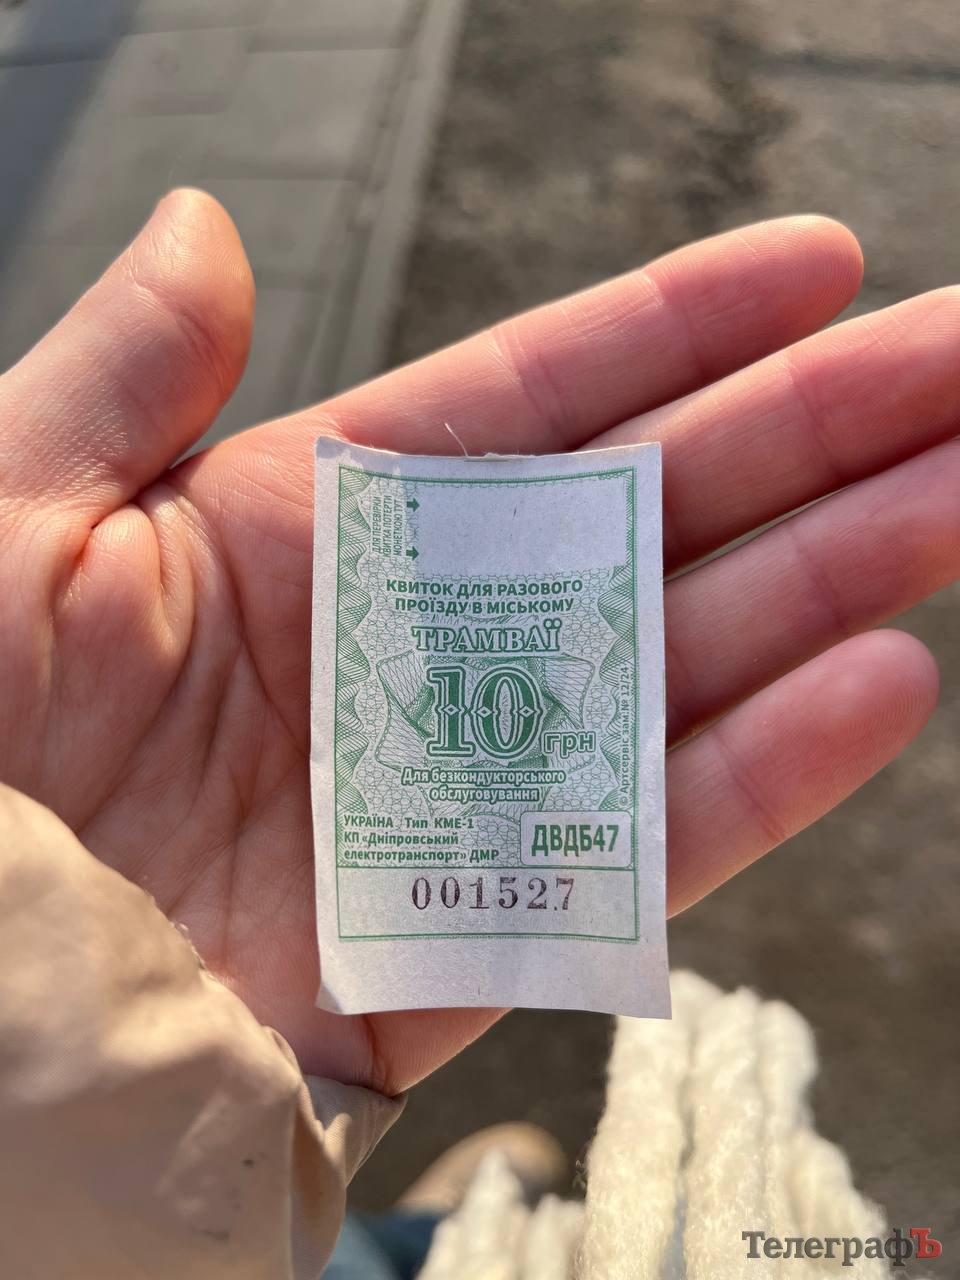 ДЛЯ ПЕРЕВІРКИ
КВИТКА ПОТЕРТИ
МОНЕТКОЮ ТУТ
КВИТОК ДЛЯ РАЗОВОГО
ПРОЇЗДУ В МІСЬКОМУ
ТРАМВАЇ
10 грн
Для безкондукторського
обслуговування
© Артсервіс зам.№ 12/24
УКРАЇНА Тип КМЕ-1
КП «Дніпровський
електротранспорт» ДМР
ДВДБ47
001527
ТелеграфЪ